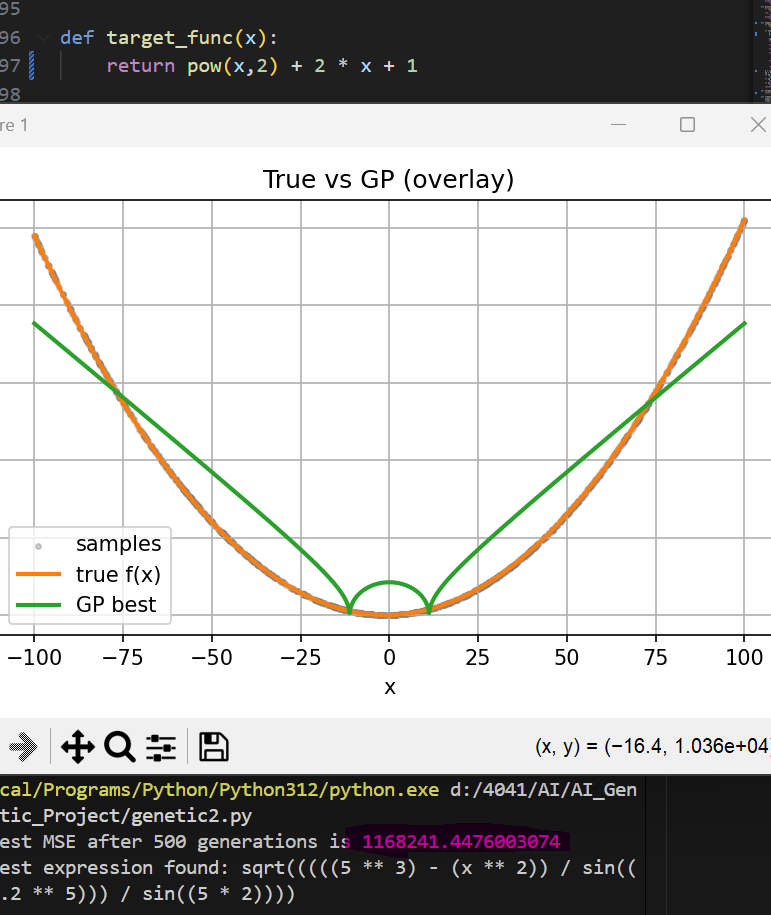 95
96 def target_func(x):
97 return pow(x,2) + 2 * x + 1
98
re 1
True vs GP (overlay)
samples
true f(x)
GP best
−100 −75 −50 −25 0 25 50 75 100
x
(x, y) = (−16.4, 1.036e+04)
cal/Programs/Python/Python312/python.exe d:/4041/AI/AI_Gen
tic_Project/genetic2.py
est MSE after 500 generations is 1168241.4476003074
est expression found: sqrt(((((5 ** 3) - (x ** 2)) / sin((
.2 ** 5))) / sin((5 * 2))))